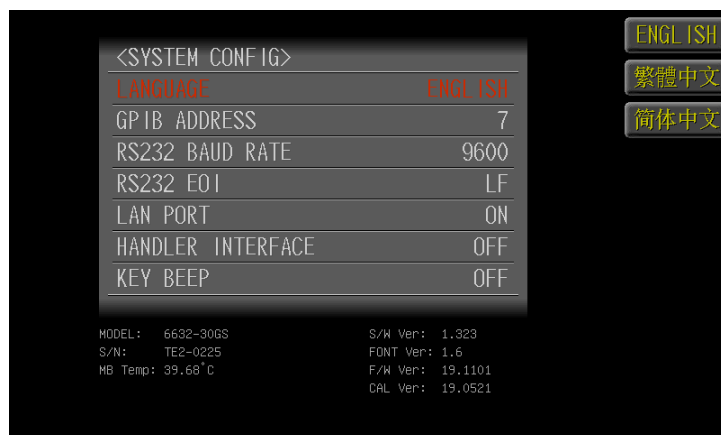 <SYSTEM CONFIG>
LANGUAGE ENGLISH
GPIB ADDRESS 7
RS232 BAUD RATE 9600
RS232 EOI LF
LAN PORT ON
HANDLER INTERFACE OFF
KEY BEEP OFF
ENGLISH
繁體中文
简体中文
MODEL: 6632-30GS S/W Ver: 1.323
S/N: TE2-0225 FONT Ver: 1.6
MB Temp: 39.68°C F/W Ver: 19.1101
CAL Ver: 19.0521